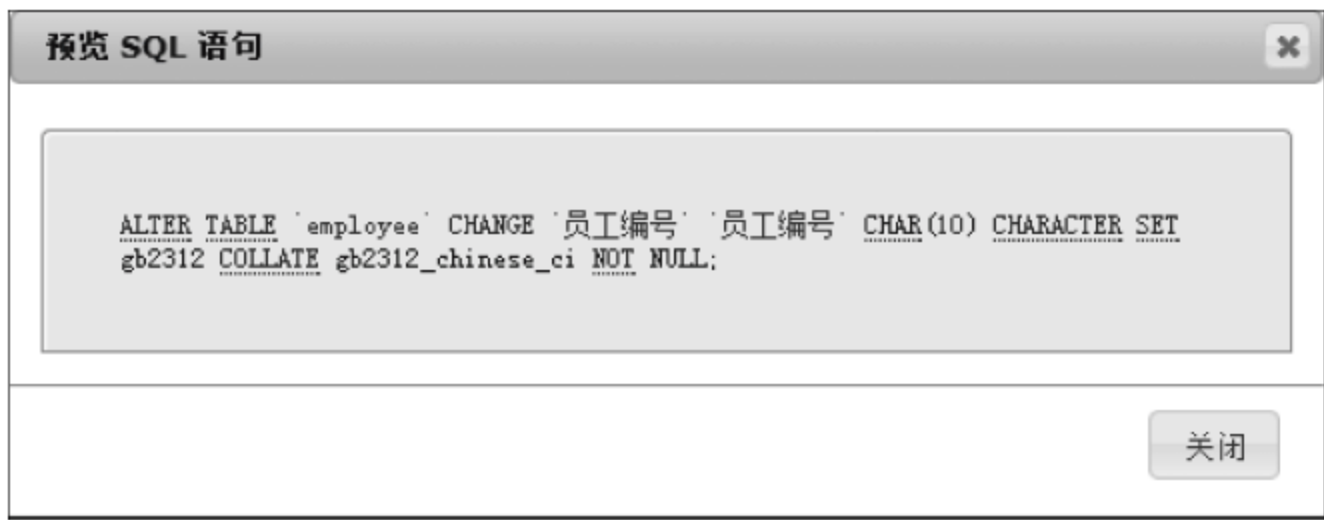 预览 SQL 语句
ALTER TABLE `employee` CHANGE `员工编号` `员工编号` CHAR(10) CHARACTER SET
gb2312 COLLATE gb2312_chinese_ci NOT NULL;
关闭